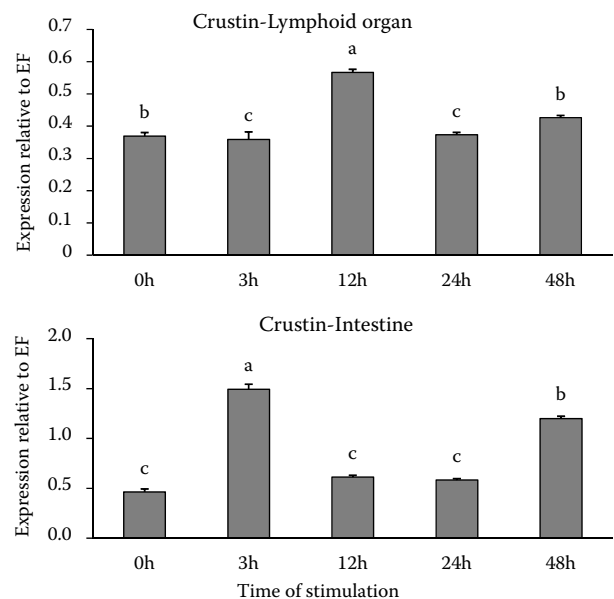 Crustin-Lymphoid organ
Expression relative to EF
0.7
0.6
0.5
0.4
0.3
0.2
0.1
0
b
c
a
c
b
0h
3h
12h
24h
48h
Crustin-Intestine
Expression relative to EF
2.0
1.5
1.0
0.5
0.0
c
a
c
c
b
0h
3h
12h
24h
48h
Time of stimulation